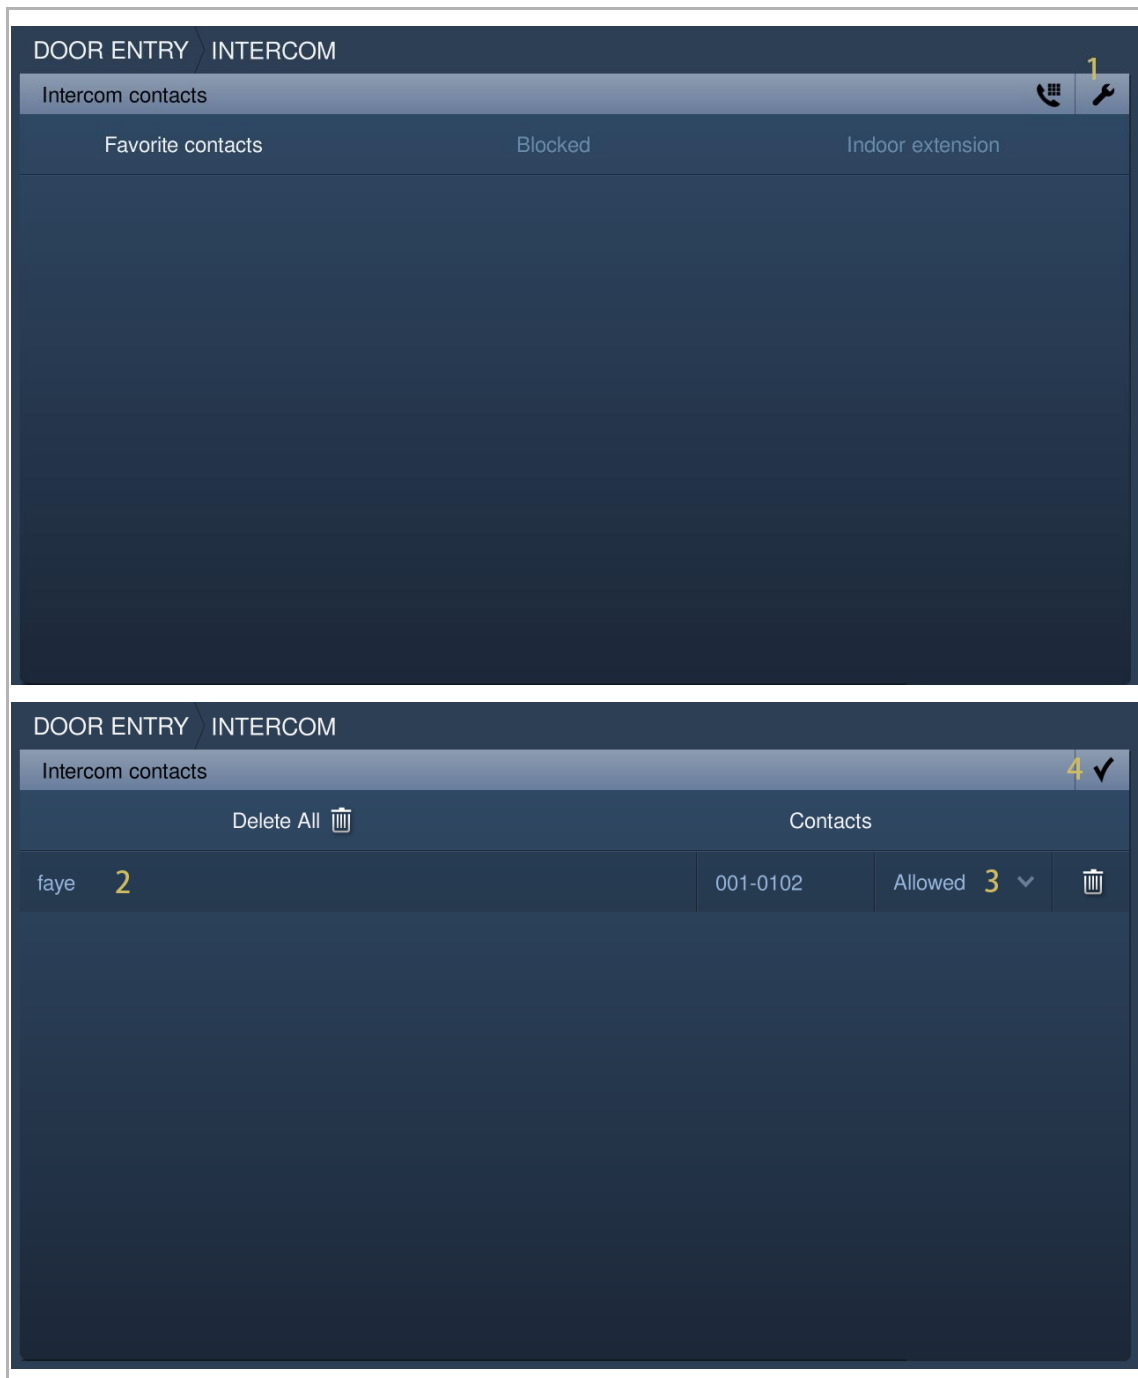 DOOR ENTRY INTERCOM
1
Intercom contacts
Favorite contacts Blocked Indoor extension
DOOR ENTRY INTERCOM
Intercom contacts 4
Delete All Contacts
faye 2 001-0102 Allowed 3